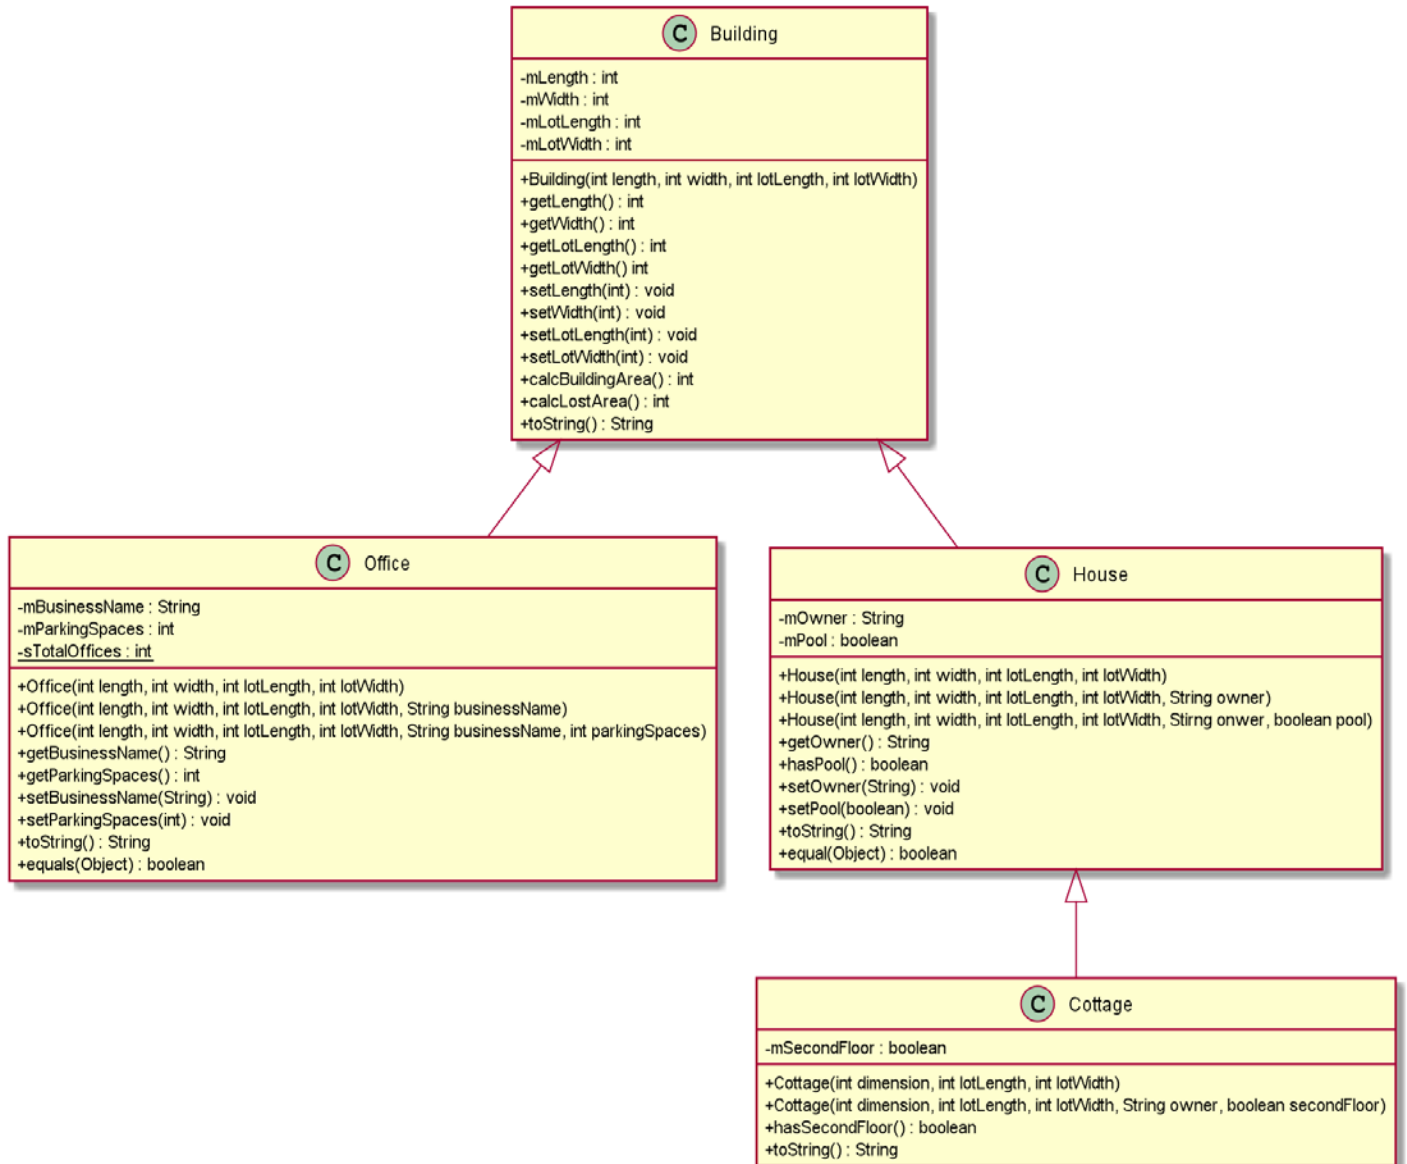 C Building
-mLength : int
-mWidth : int
-mLotLength : int
-mLotWidth : int
+Building(int length, int width, int lotLength, int lotWidth)
+getLength() : int
+getWidth() : int
+getLotLength() : int
+getLotWidth() int
+setLength(int) : void
+setWidth(int) : void
+setLotLength(int) : void
+setLotWidth(int) : void
+calcBuildingArea() : int
+calcLostArea() : int
+toString() : String
C Office
-mBusinessName : String
-mParkingSpaces : int
-sTotalOffices : int
+Office(int length, int width, int lotLength, int lotWidth)
+Office(int length, int width, int lotLength, int lotWidth, String businessName)
+Office(int length, int width, int lotLength, int lotWidth, String businessName, int parkingSpaces)
+getBusinessName() : String
+getParkingSpaces() : int
+setBusinessName(String) : void
+setParkingSpaces(int) : void
+toString() : String
+equals(Object) : boolean
C House
-mOwner : String
-mPool : boolean
+House(int length, int width, int lotLength, int lotWidth)
+House(int length, int width, int lotLength, int lotWidth, String owner)
+House(int length, int width, int lotLength, int lotWidth, Stirng onwer, boolean pool)
+getOwner() : String
+hasPool() : boolean
+setOwner(String) : void
+setPool(boolean) : void
+toString() : String
+equal(Object) : boolean
C Cottage
-mSecondFloor : boolean
+Cottage(int dimension, int lotLength, int lotWidth)
+Cottage(int dimension, int lotLength, int lotWidth, String owner, boolean secondFloor)
+hasSecondFloor() : boolean
+toString() : String